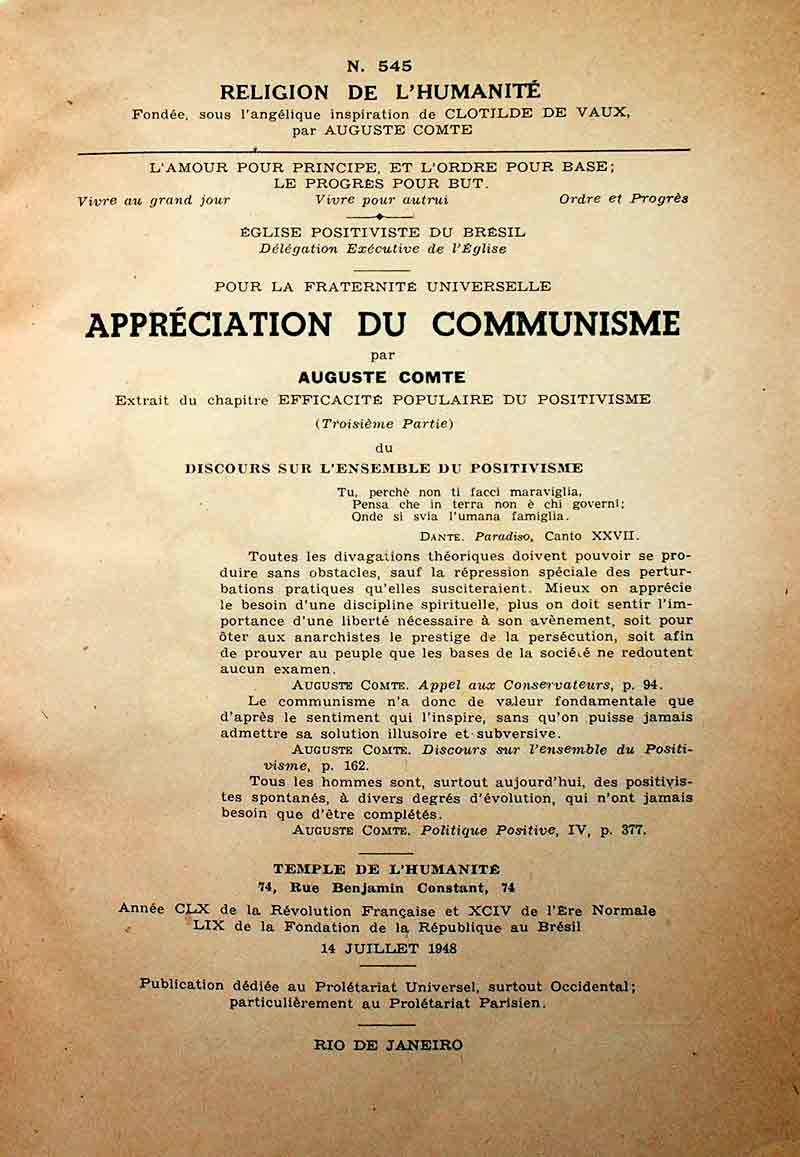 N. 545
RELIGION DE L'HUMANITÉ
Fondée, sous l'angélique inspiration de CLOTILDE DE VAUX,
par AUGUSTE COMTE
L'AMOUR POUR PRINCIPE, ET L'ORDRE POUR BASE;
LE PROGRÈS POUR BUT.
Vivre au grand jour Vivre pour autrui Ordre et Progrès
ÉGLISE POSITIVISTE DU BRÉSIL
Délégation Exécutive de l'Église
POUR LA FRATERNITÉ UNIVERSELLE
APPRÉCIATION DU COMMUNISME
par
AUGUSTE COMTE
Extrait du chapitre EFFICACITÉ POPULAIRE DU POSITIVISME
(Troisième Partie)
du
DISCOURS SUR L'ENSEMBLE DU POSITIVISME
Tu, perchè non ti facci maraviglia,
Pensa che in terra non è chi governi;
Onde si svia l'umana famiglia.
DANTE. Paradiso, Canto XXVII.
Toutes les divagations théoriques doivent pouvoir se pro-
duire sans obstacles, sauf la répression spéciale des pertur-
bations pratiques qu'elles susciteraient. Mieux on apprécie
le besoin d'une discipline spirituelle, plus on doit sentir l'im-
portance d'une liberté nécessaire à son avènement, soit pour
ôter aux anarchistes le prestige de la persécution, soit afin
de prouver au peuple que les bases de la société ne redoutent
aucun examen.
AUGUSTE COMTE. Appel aux Conservateurs, p. 94.
Le communisme n'a donc de valeur fondamentale que
d'après le sentiment qui l'inspire, sans qu'on puisse jamais
admettre sa solution illusoire et subversive.
AUGUSTE COMTE. Discours sur l'ensemble du Positi-
visme, p. 162.
Tous les hommes sont, surtout aujourd'hui, des positivis-
tes spontanés, à divers degrés d'évolution, qui n'ont jamais
besoin que d'être complétés.
AUGUSTE COMTE. Politique Positive, IV, p. 377.
TEMPLE DE L'HUMANITÉ
74, Rue Benjamin Constant, 74
Année CLX de la Révolution Française et XCIV de l'Ere Normale
LIX de la Fondation de la République au Brésil
14 JUILLET 1948
Publication dédiée au Prolétariat Universel, surtout Occidental;
particulièrement au Prolétariat Parisien.
RIO DE JANEIRO